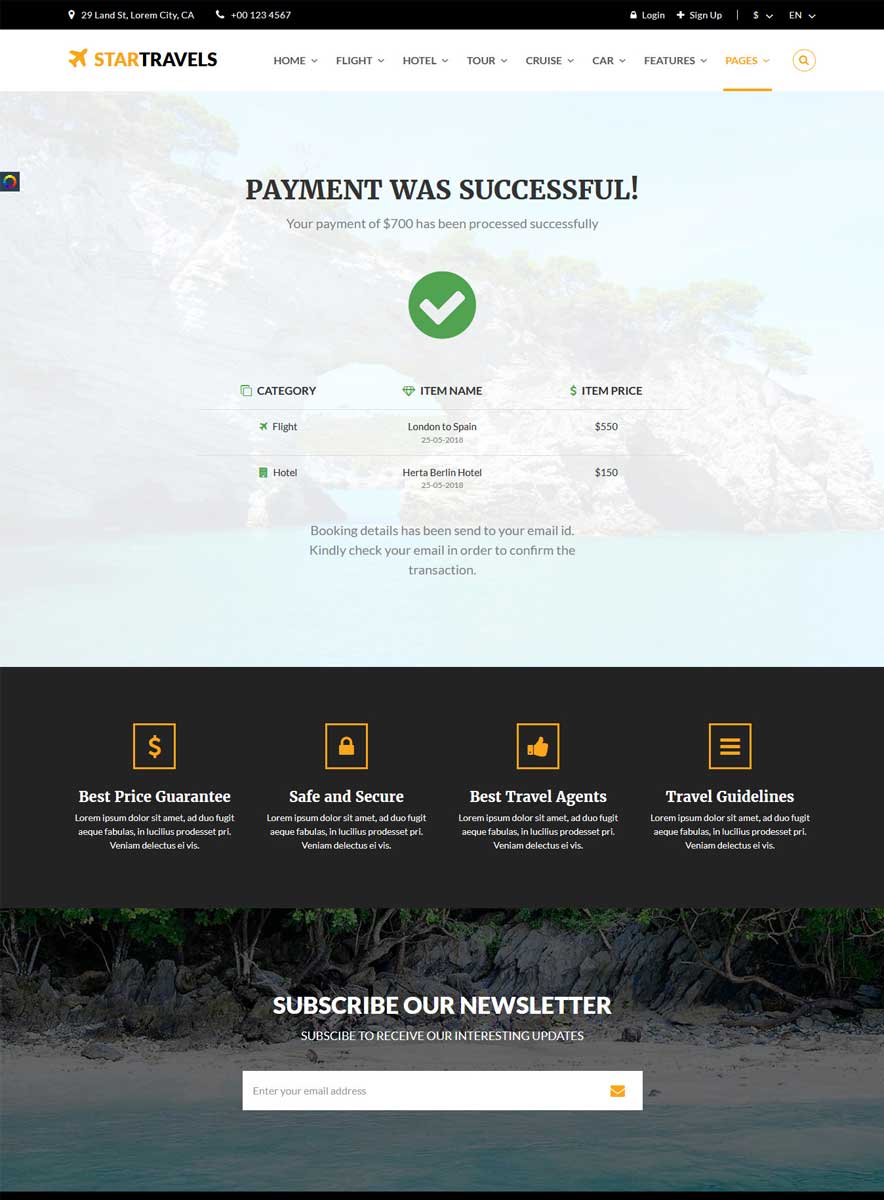 29 Land St, Lorem City, CA +00 123 4567 Login Sign Up $ EN
STARTRAVELS HOME FLIGHT HOTEL TOUR CRUISE CAR FEATURES PAGES
PAYMENT WAS SUCCESSFUL!
Your payment of $700 has been processed successfully
CATEGORY ITEM NAME $ ITEM PRICE
Flight London to Spain $550
25-05-2018
Hotel Herta Berlin Hotel $150
25-05-2018
Booking details has been send to your email id.
Kindly check your email in order to confirm the
transaction.
$
Best Price Guarantee
Lorem ipsum dolor sit amet, ad duo fugit
aeque fabulas, in lucilius prodesset pri.
Veniam delectus ei vis.
Safe and Secure
Lorem ipsum dolor sit amet, ad duo fugit
aeque fabulas, in lucilius prodesset pri.
Veniam delectus ei vis.
Best Travel Agents
Lorem ipsum dolor sit amet, ad duo fugit
aeque fabulas, in lucilius prodesset pri.
Veniam delectus ei vis.
Travel Guidelines
Lorem ipsum dolor sit amet, ad duo fugit
aeque fabulas, in lucilius prodesset pri.
Veniam delectus ei vis.
SUBSCRIBE OUR NEWSLETTER
SUBSCIBE TO RECEIVE OUR INTERESTING UPDATES
Enter your email address